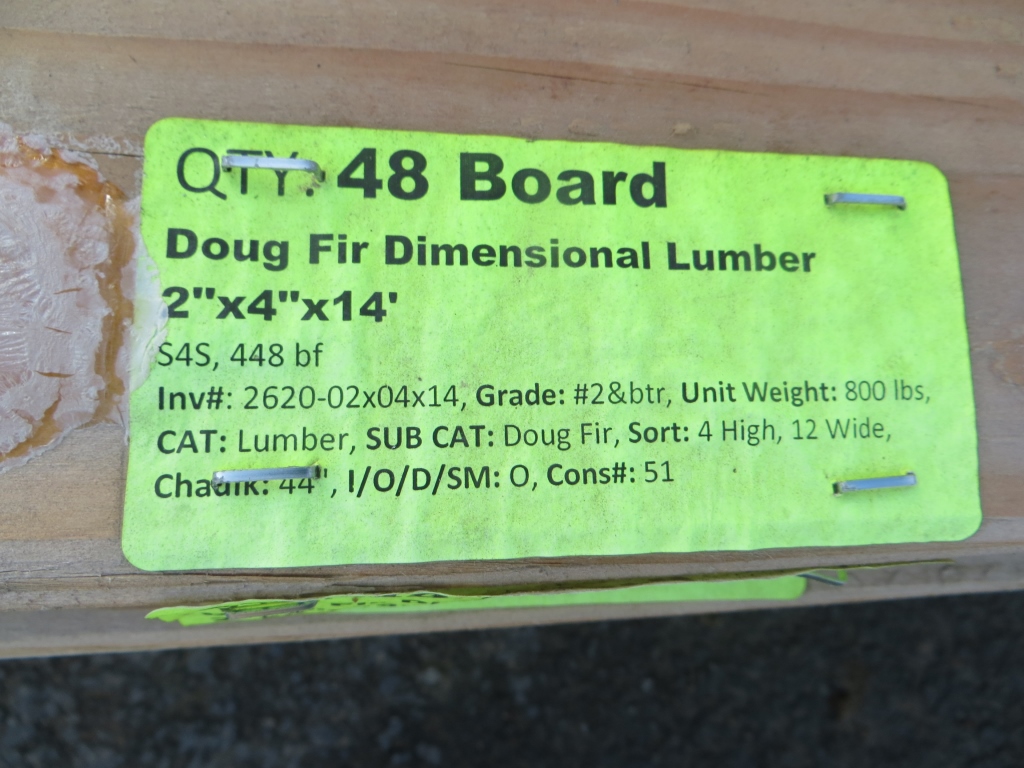 QTY: 48 Board
Doug Fir Dimensional Lumber
2"x4"x14'
S4S, 448 bf
Inv#: 2620-02x04x14, Grade: #2&btr, Unit Weight: 800 lbs,
CAT: Lumber, SUB CAT: Doug Fir, Sort: 4 High, 12 Wide,
44", I/O/D/SM: O, Cons#: 51